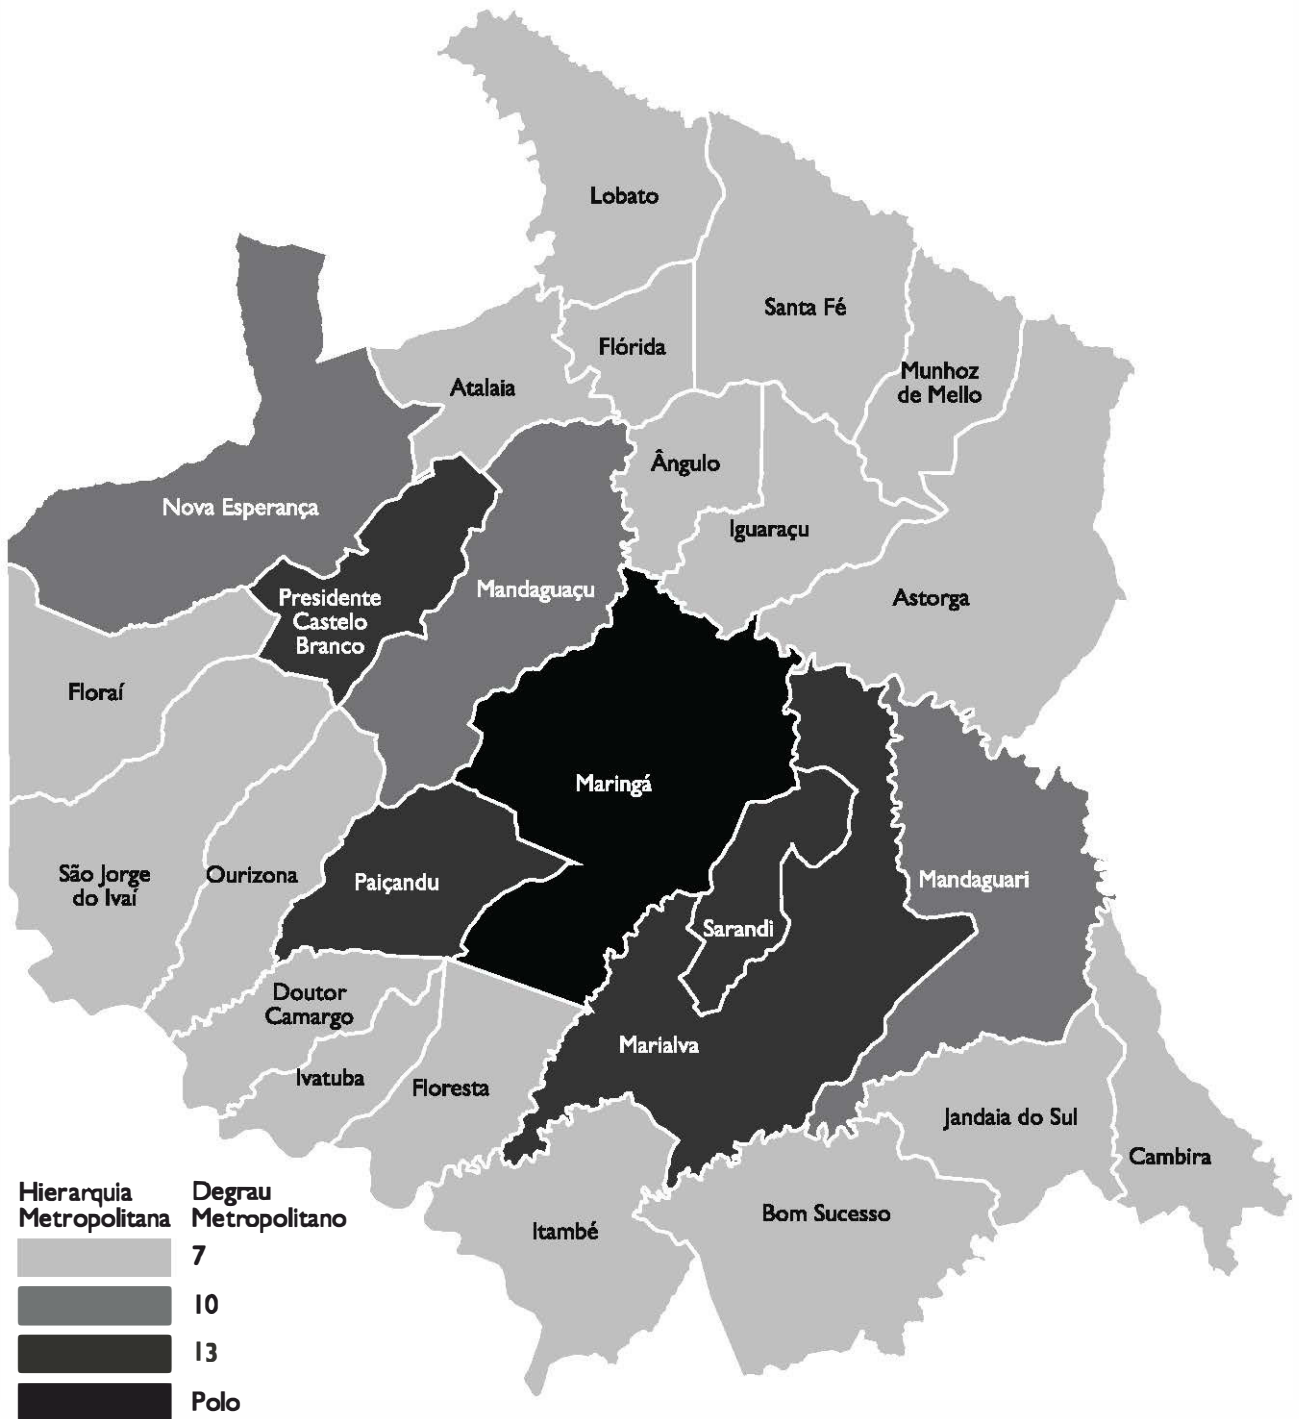 Lobato
Santa Fé
Flórida
Munhoz
de Mello
Atalaia
Ângulo
Nova Esperança
Iguaraçu
Mandaguaçu
Astorga
Presidente
Castelo
Branco
Floraí
Maringá
São Jorge
do Ivaí
Ourizona
Paiçandu
Mandaguari
Sarandi
Doutor
Camargo
Marialva
Ivatuba
Floresta
Jandaia do Sul
Cambira
Bom Sucesso
Itambé
Hierarquia
Metropolitana
Degrau
Metropolitano
7
10
13
Polo